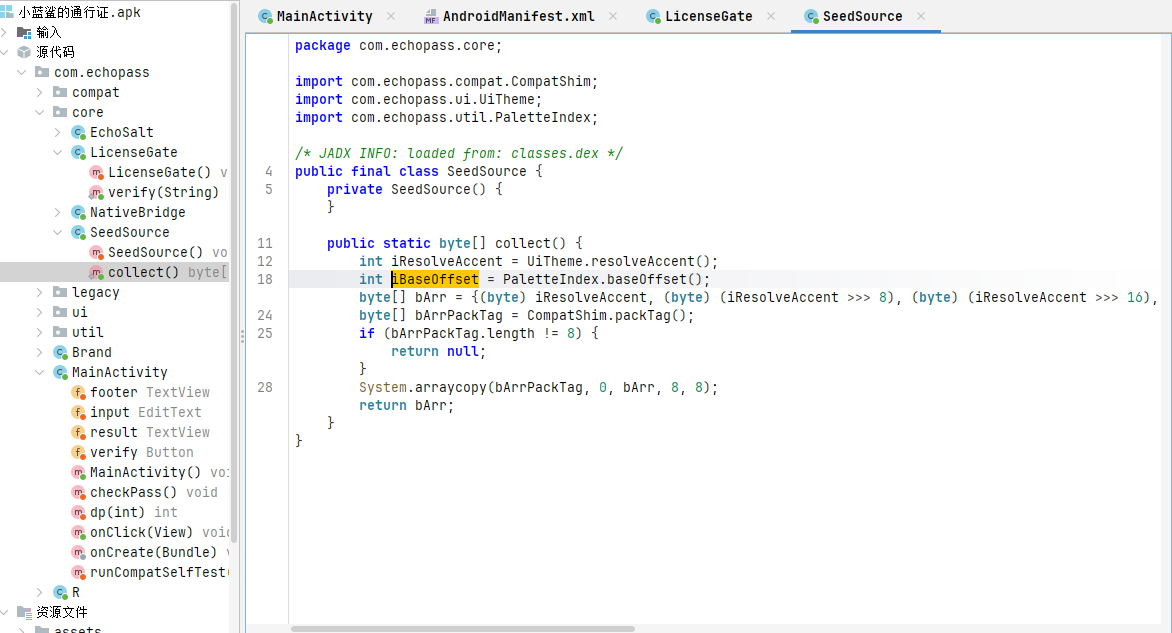 小蓝鲨的通行证.apk
输入
源代码
com.echopass
compat
core
EchoSalt
LicenseGate
LicenseGate() v
verify(String)
NativeBridge
SeedSource
SeedSource() vo
collect() byte[
legacy
ui
util
Brand
MainActivity
footer TextView
input EditText
result TextView
verify Button
MainActivity() voi
checkPass() void
dp(int) int
onClick(View) void
onCreate(Bundle) v
runCompatSelfTest(
R
资源文件
assets
MainActivity × MF AndroidManifest.xml × LicenseGate × SeedSource ×
package com.echopass.core;
import com.echopass.compat.CompatShim;
import com.echopass.ui.UiTheme;
import com.echopass.util.PaletteIndex;
/* JADX INFO: loaded from: classes.dex */
4 public final class SeedSource {
5 private SeedSource() {
}
11 public static byte[] collect() {
12 int iResolveAccent = UiTheme.resolveAccent();
18 int iBaseOffset = PaletteIndex.baseOffset();
byte[] bArr = {(byte) iResolveAccent, (byte) (iResolveAccent >>> 8), (byte) (iResolveAccent >>> 16),
24 byte[] bArrPackTag = CompatShim.packTag();
25 if (bArrPackTag.length != 8) {
return null;
}
28 System.arraycopy(bArrPackTag, 0, bArr, 8, 8);
return bArr;
}
}